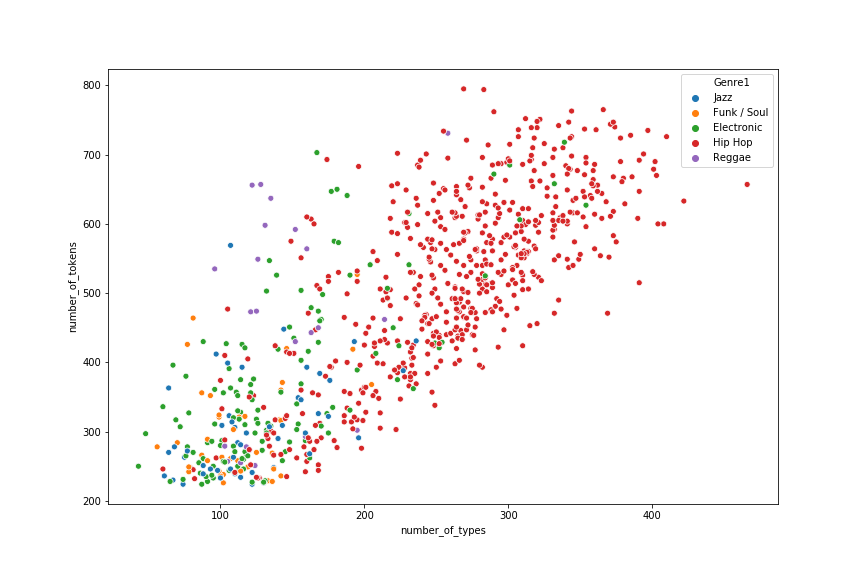 800
700
600
500
400
300
200
number_of_tokens
100
200
300
400
number_of_types
Genre1
Jazz
Funk / Soul
Electronic
Hip Hop
Reggae